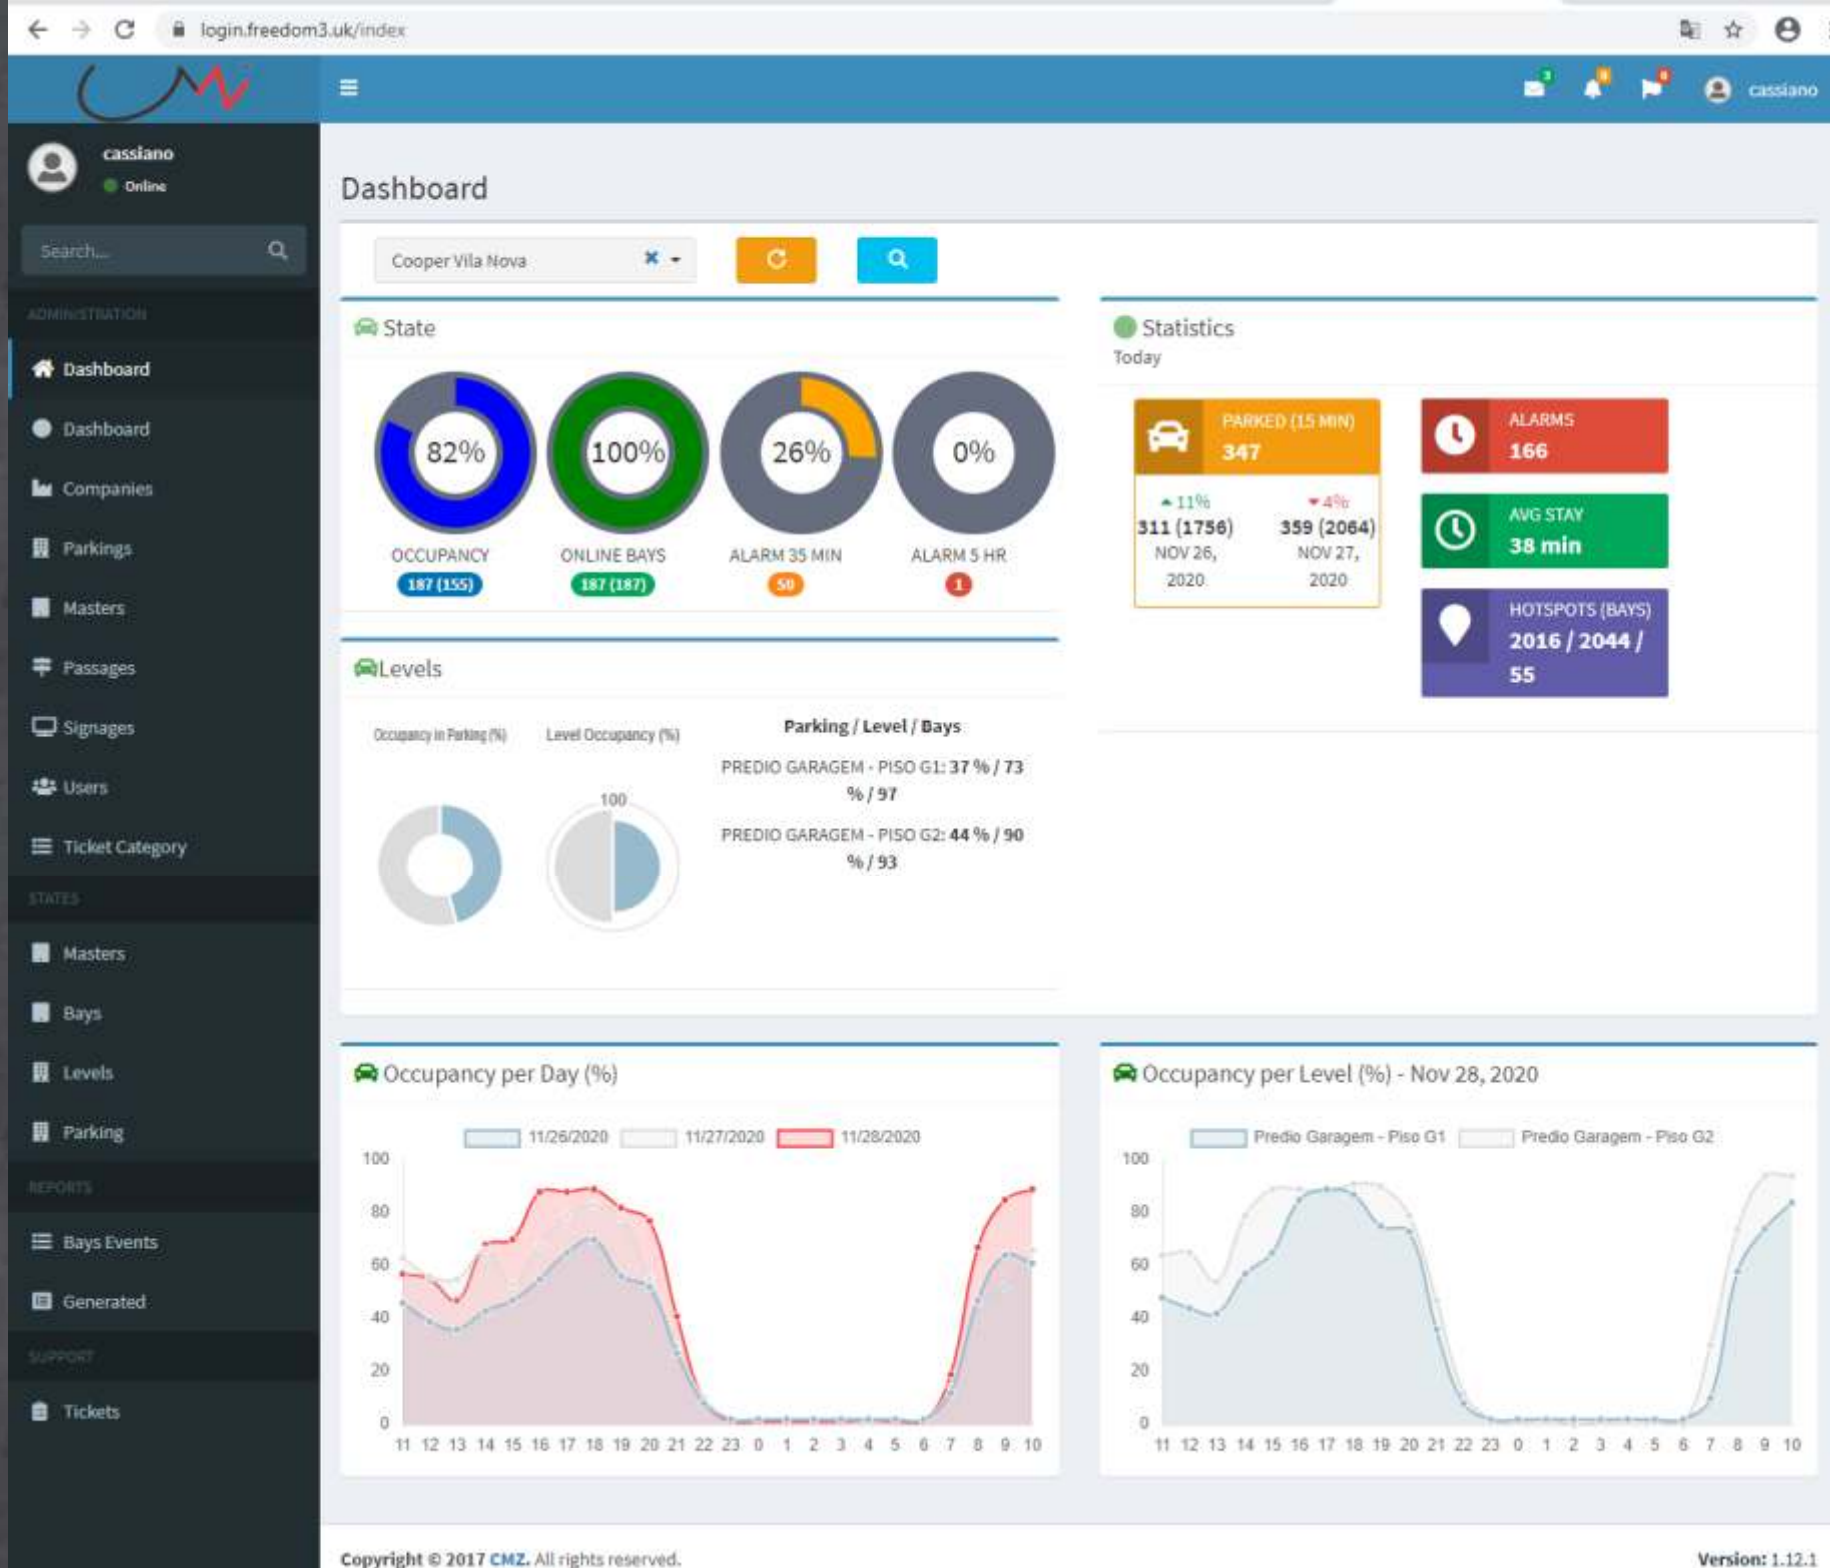 login.freedom3.uk/index
3
cassiano
cassiano
Online
Search...
ADMINISTRATION
Dashboard
Dashboard
Companies
Parkings
Masters
Passages
Signages
Users
Ticket Category
STATES
Masters
Bays
Levels
Parking
REPORTS
Bays Events
Generated
SUPPORT
Tickets
Dashboard
Cooper Vila Nova
State
82%
100%
26%
0%
OCCUPANCY
ONLINE BAYS
ALARM 35 MIN
ALARM 5 HR
187 (155)
187 (187)
50
1
Statistics
Today
PARKED (15 MIN)
347
11%
4%
311 (1756)
359 (2064)
NOV 26,
2020
NOV 27,
2020
ALARMS
166
AVG STAY
38 min
HOTSPOTS (BAYS)
2016 / 2044 /
55
Levels
Occupancy in Parking (%)
Level Occupancy (%)
100
Parking / Level / Bays
PREDIO GARAGEM - PISO G1: 37 % / 73
% / 97
PREDIO GARAGEM - PISO G2: 44 % / 90
% / 93
Occupancy per Day (%)
11/26/2020 11/27/2020 11/28/2020
100
80
60
40
20
0
11 12 13 14 15 16 17 18 19 20 21 22 23 0 1 2 3 4 5 6 7 8 9 10
Occupancy per Level (%) - Nov 28, 2020
Predio Garagem - Piso G1 Predio Garagem - Piso G2
100
80
60
40
20
0
11 12 13 14 15 16 17 18 19 20 21 22 23 0 1 2 3 4 5 6 7 8 9 10
Copyright © 2017 CMZ. All rights reserved.
Version: 1.12.1